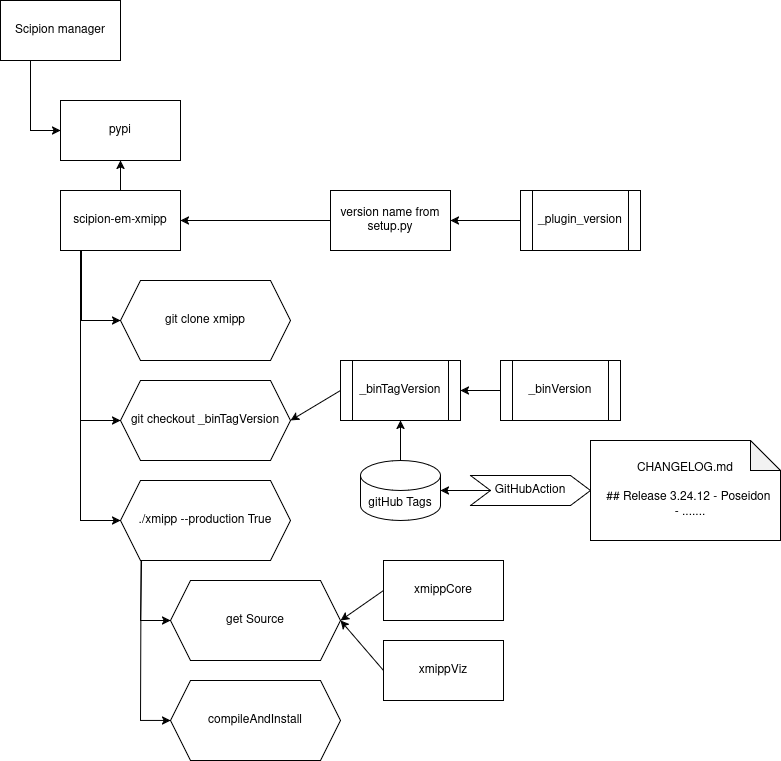 Scipion manager
pypi
scipion-em-xmipp
version name from
setup.py
_plugin_version
git clone xmipp
git checkout _binTagVersion
_binTagVersion
_binVersion
gitHub Tags
GitHubAction
CHANGELOG.md
## Release 3.24.12 - Poseidon
- .......
./xmipp --production True
get Source
xmippCore
xmippViz
compileAndInstall